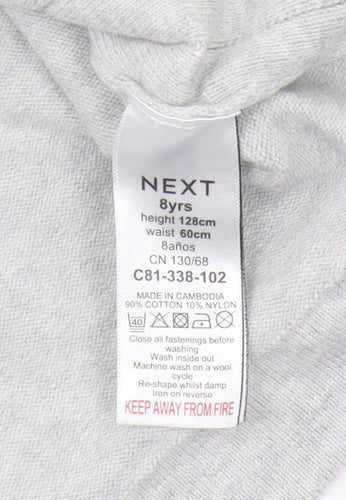 NEXT
8yrs
height 128cm
waist 60cm
8años
CN 130/68
C81-338-102
MADE IN CAMBODIA
90% COTTON 10% NYLON
40
Close all fastenings before
washing
Wash inside out
Machine wash on a wool
cycle
Re-shape whilst damp
Iron on reverse
KEEP AWAY FROM FIRE